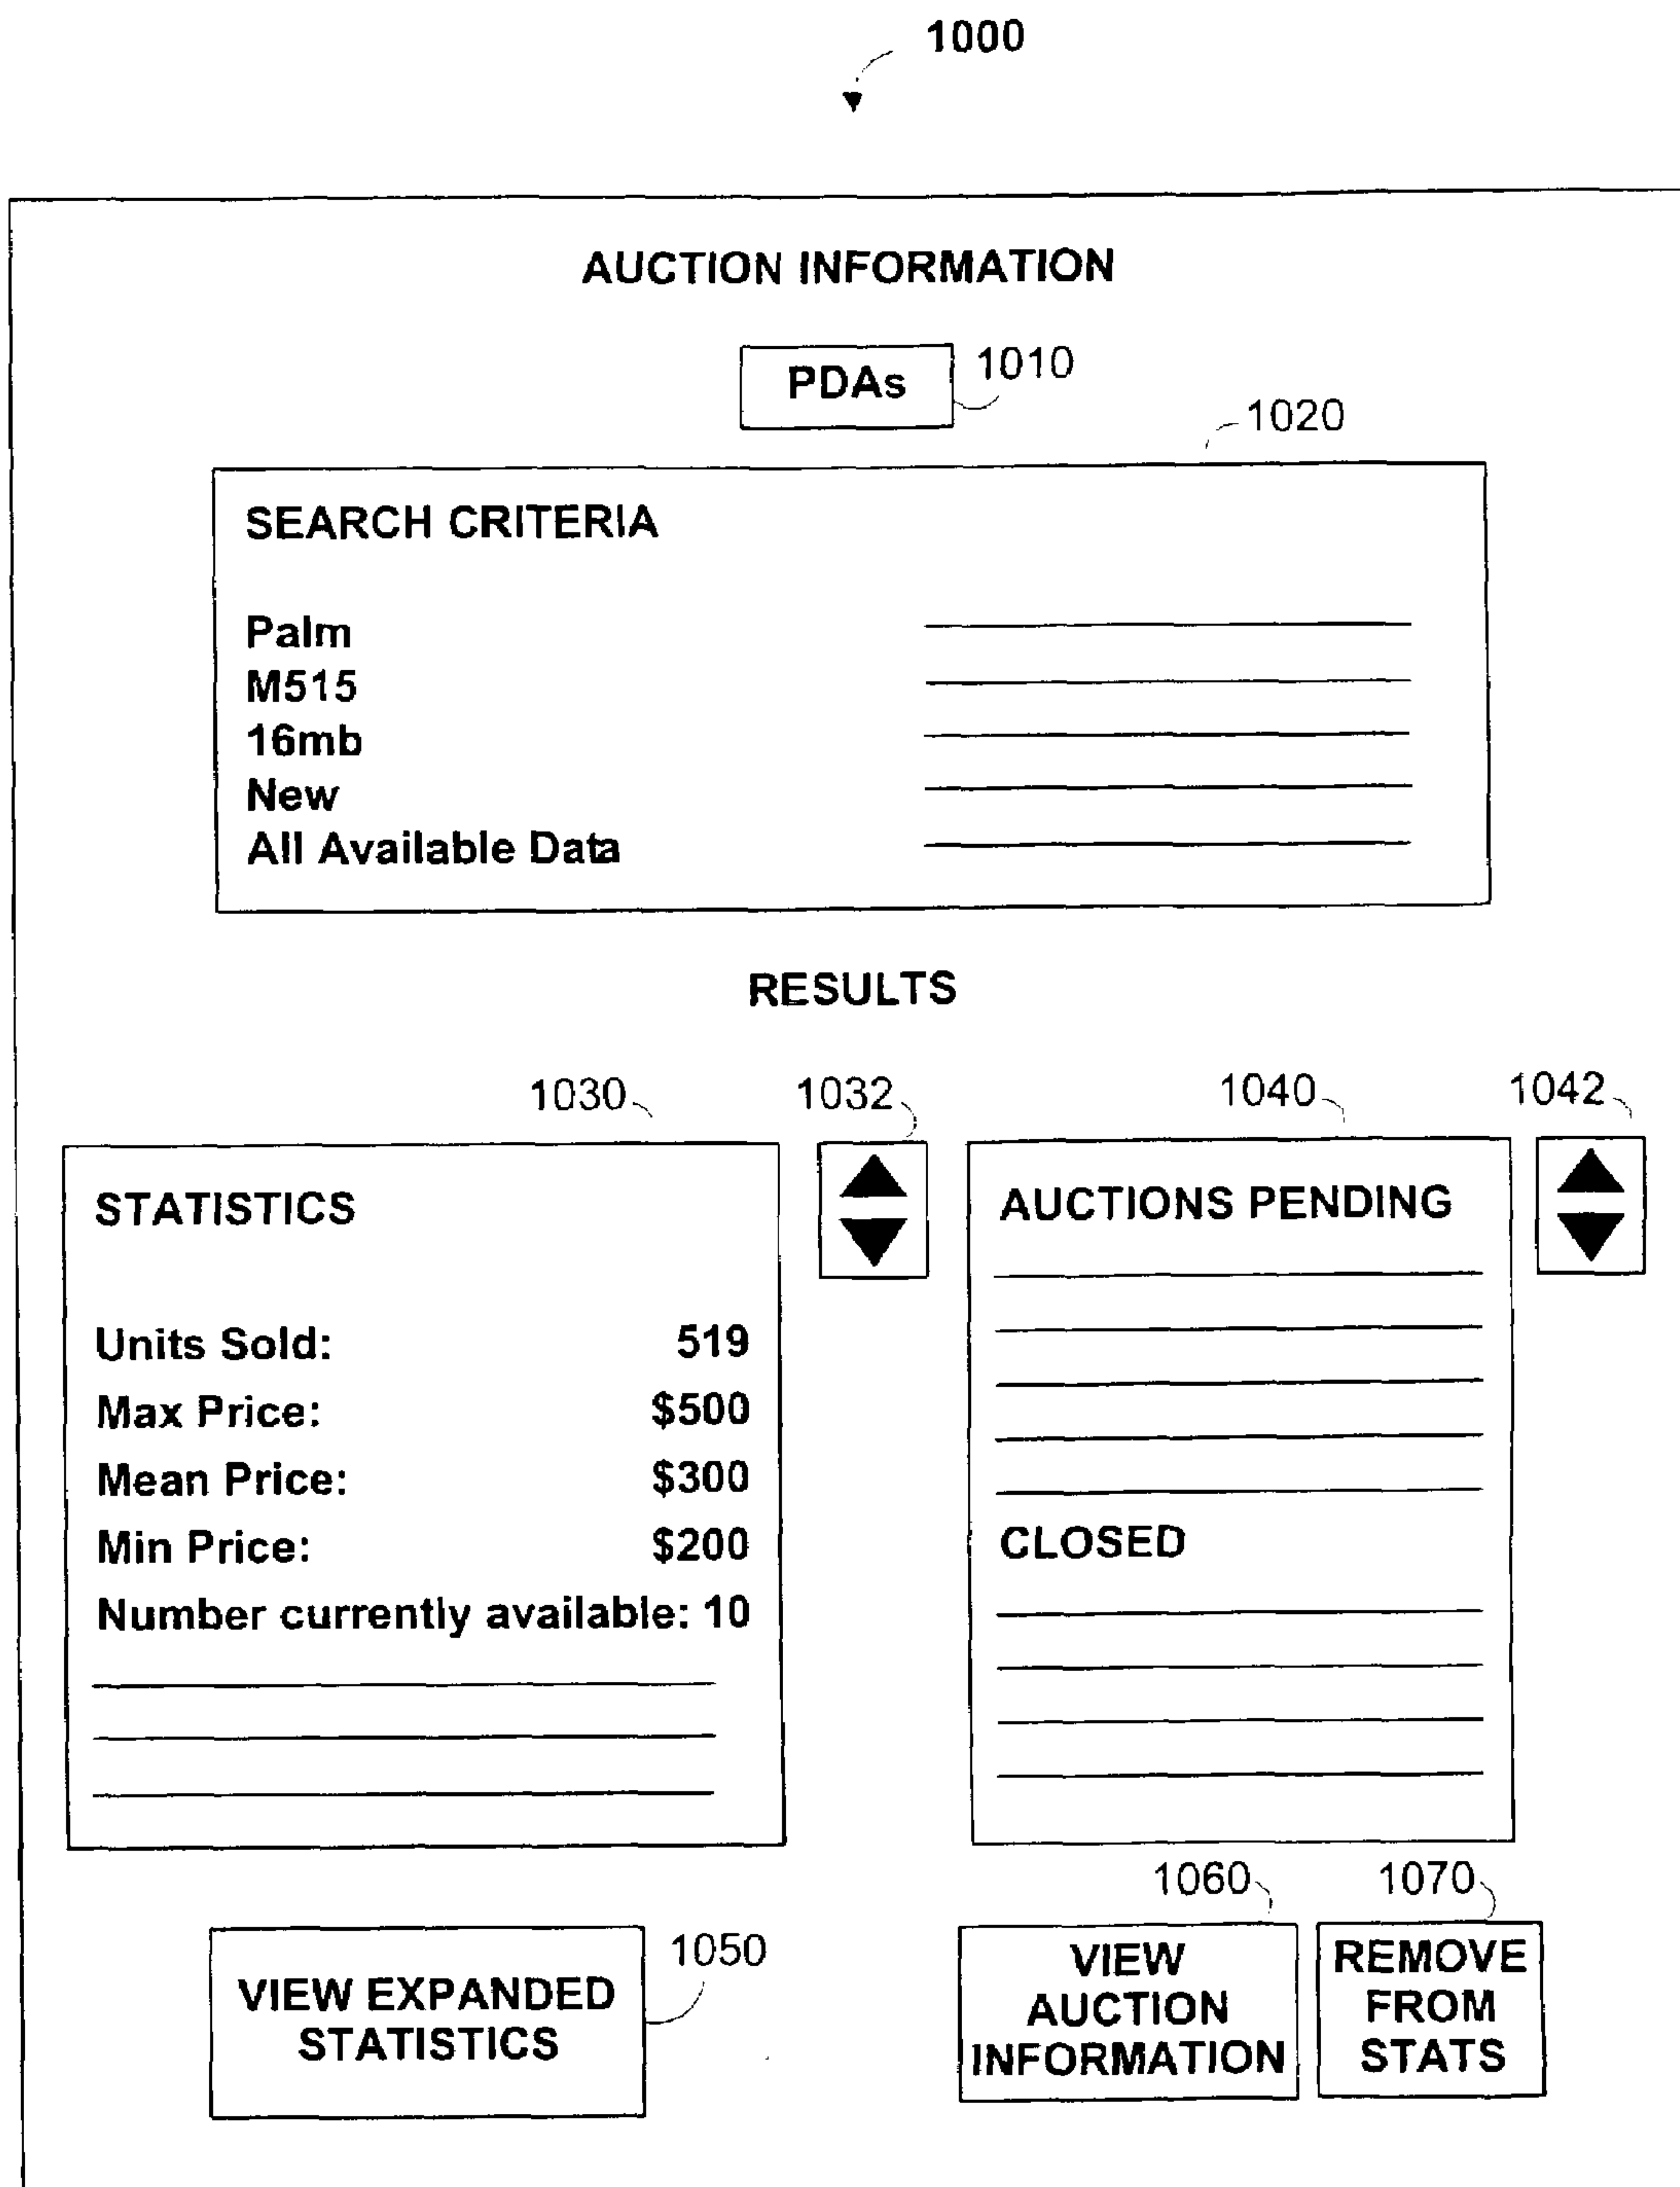 1000
AUCTION INFORMATION
PDAs
1010
1020
SEARCH CRITERIA
Palm
M515
16mb
New
All Available Data
RESULTS
1030
1032
1040
1042
STATISTICS
Units Sold: 519
Max Price: $500
Mean Price: $300
Min Price: $200
Number currently available: 10
AUCTIONS PENDING
CLOSED
1050
VIEW EXPANDED
STATISTICS
1060
1070
VIEW
AUCTION
INFORMATION
REMOVE
FROM
STATS